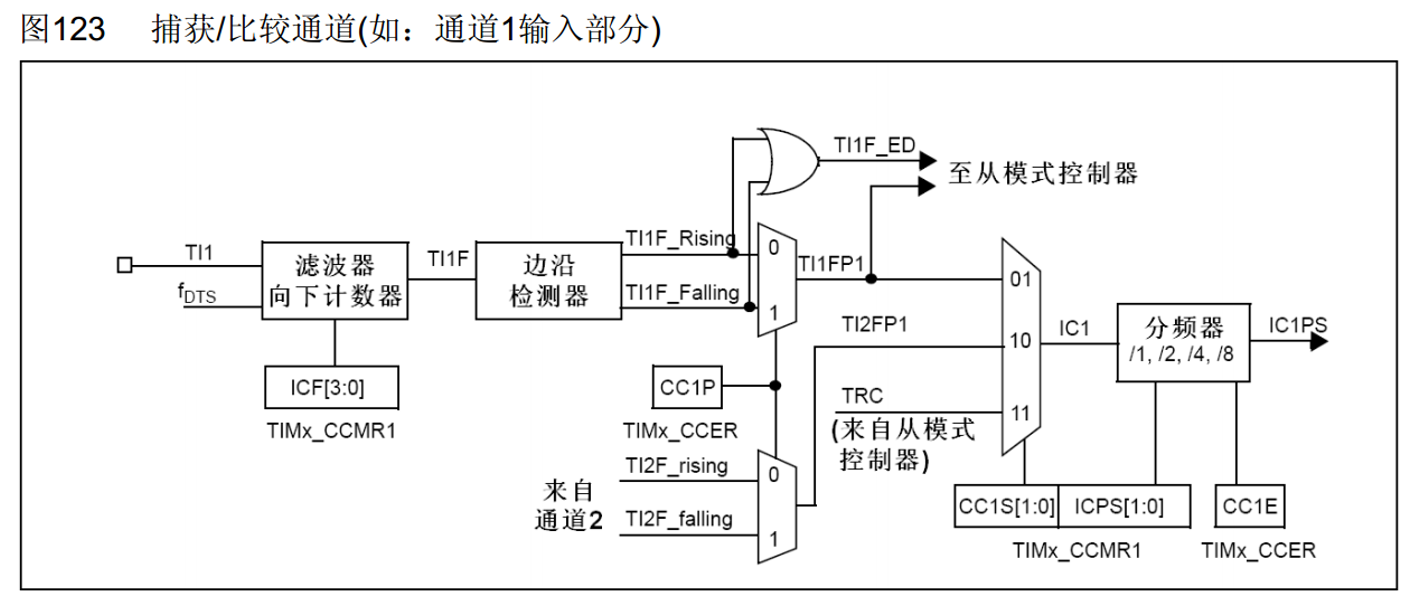 图123 捕获/比较通道(如：通道1输入部分)
TI1F_ED
至从模式控制器
TI1
fDTS
滤波器
向下计数器
TI1F
边沿
检测器
TI1F_Rising
TI1F_Falling
0
1
TI1FP1
01
TI2FP1
10
IC1
分频器
/1, /2, /4, /8
IC1PS
ICF[3:0]
TIMx_CCMR1
CC1P
TIMx_CCER
TRC
11
(来自从模式
控制器)
来自
通道2
TI2F_rising
TI2F_falling
0
1
CC1S[1:0]
ICPS[1:0]
CC1E
TIMx_CCMR1
TIMx_CCER